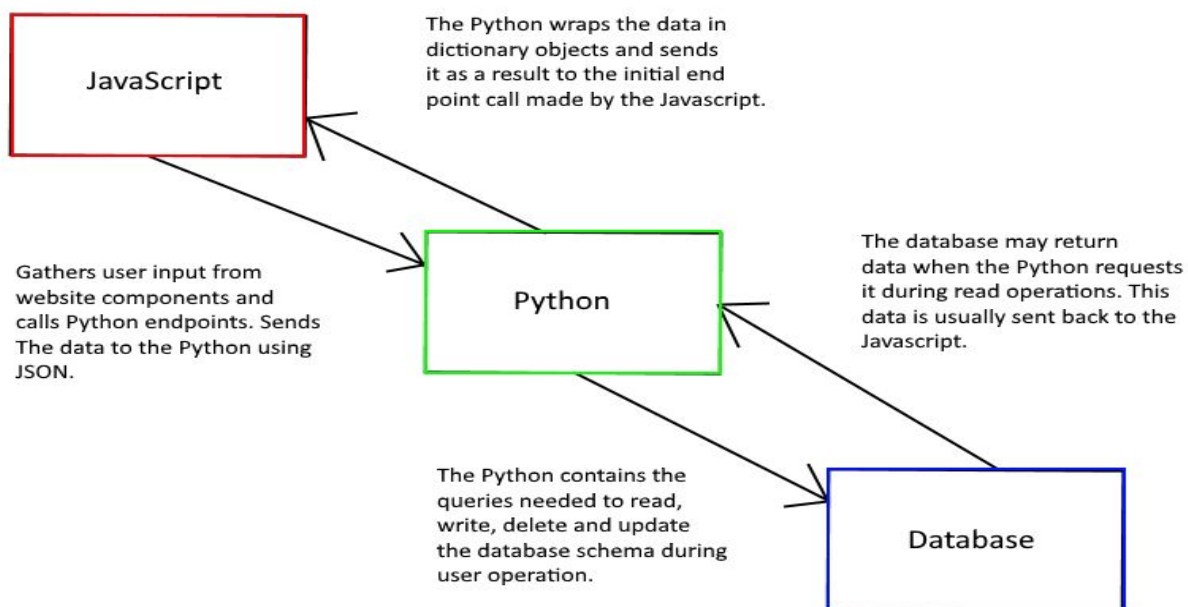 JavaScript
The Python wraps the data in
dictionary objects and sends
it as a result to the initial end
point call made by the Javascript.
Gathers user input from
website components and
calls Python endpoints. Sends
The data to the Python using
JSON.
Python
The database may return
data when the Python requests
it during read operations. This
data is usually sent back to the
Javascript.
The Python contains the
queries needed to read,
write, delete and update
the database schema during
user operation.
Database